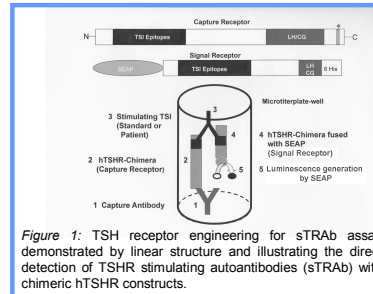 Capture Receptor
*
N- TSI Epitopes LH/CG -C
Signal Receptor
SEAP TSI Epitopes LH CG 6 His
Microtiterplate-well
3 Stimulating TSI
(Standard or
Patient)
3
4 hTSHR-Chimera fused
with SEAP
(Signal Receptor)
4
2 hTSHR-Chimera
(Capture Receptor)
2
5 Luminescence generation
by SEAP
5
1 Capture Antibody
1
Figure 1: TSH receptor engineering for sTRAb assa
demonstrated by linear structure and illustrating the direc
detection of TSHR stimulating autoantibodies (sTRAb) wit
chimeric hTSHR constructs.